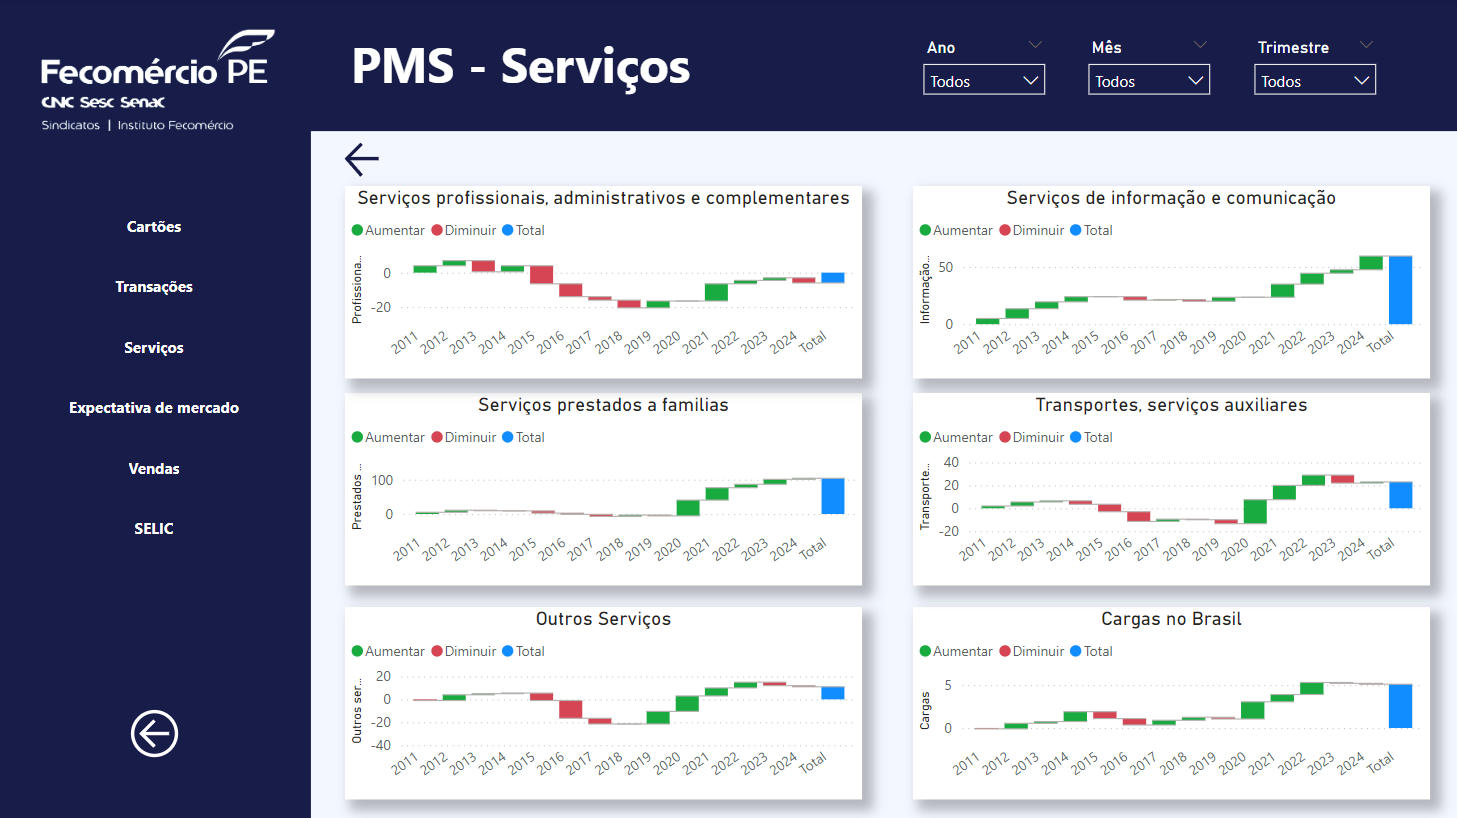 Fecomércio PE
CNC Sesc Senac
Sindicatos | Instituto Fecomércio
PMS - Serviços
Ano
Mês
Trimestre
Todos
Todos
Todos
Cartões
Transações
Serviços
Expectativa de mercado
Vendas
SELIC
Serviços profissionais, administrativos e complementares
Aumentar Diminuir Total
Profissiona...
0
-20
2011 2012 2013 2014 2015 2016 2017 2018 2019 2020 2021 2022 2023 2024 Total
Serviços de informação e comunicação
Aumentar Diminuir Total
Informação...
50
0
2011 2012 2013 2014 2015 2016 2017 2018 2019 2020 2021 2022 2023 2024 Total
Serviços prestados a familias
Aumentar Diminuir Total
Prestados ...
100
0
2011 2012 2013 2014 2015 2016 2017 2018 2019 2020 2021 2022 2023 2024 Total
Transportes, serviços auxiliares
Aumentar Diminuir Total
Transporte...
40
20
0
-20
2011 2012 2013 2014 2015 2016 2017 2018 2019 2020 2021 2022 2023 2024 Total
Outros Serviços
Aumentar Diminuir Total
Outros ser...
20
0
-20
-40
2011 2012 2013 2014 2015 2016 2017 2018 2019 2020 2021 2022 2023 2024 Total
Cargas no Brasil
Aumentar Diminuir Total
Cargas
5
0
2011 2012 2013 2014 2015 2016 2017 2018 2019 2020 2021 2022 2023 2024 Total